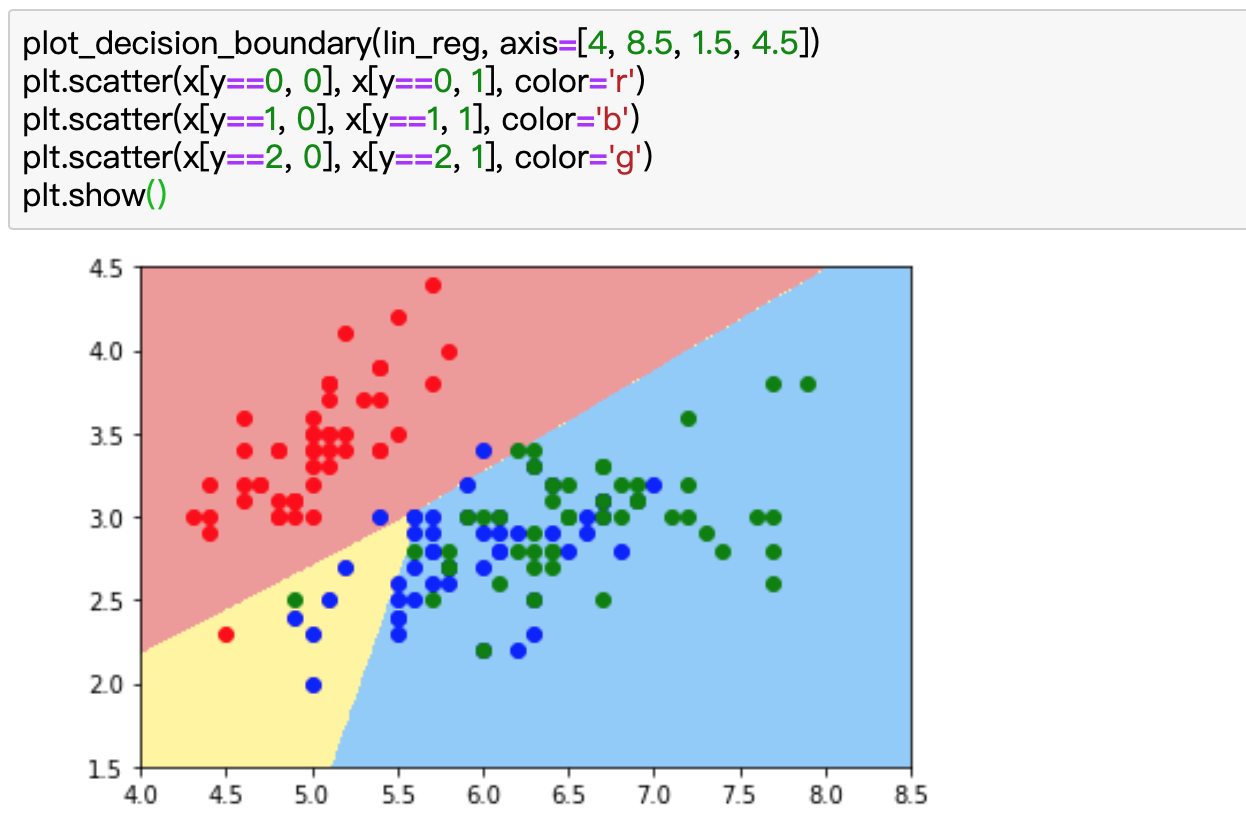 plot_decision_boundary(lin_reg, axis=[4, 8.5, 1.5, 4.5])
plt.scatter(x[y==0, 0], x[y==0, 1], color='r')
plt.scatter(x[y==1, 0], x[y==1, 1], color='b')
plt.scatter(x[y==2, 0], x[y==2, 1], color='g')
plt.show()
4.5
4.0
3.5
3.0
2.5
2.0
1.5
4.0 4.5 5.0 5.5 6.0 6.5 7.0 7.5 8.0 8.5